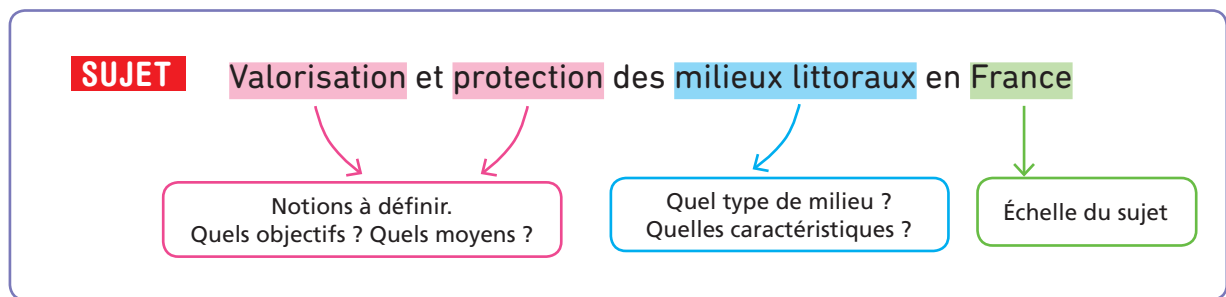 SUJET Valorisation et protection des milieux littoraux en France
Notions à définir.
Quels objectifs ? Quels moyens ?
Quel type de milieu ?
Quelles caractéristiques ?
Échelle du sujet